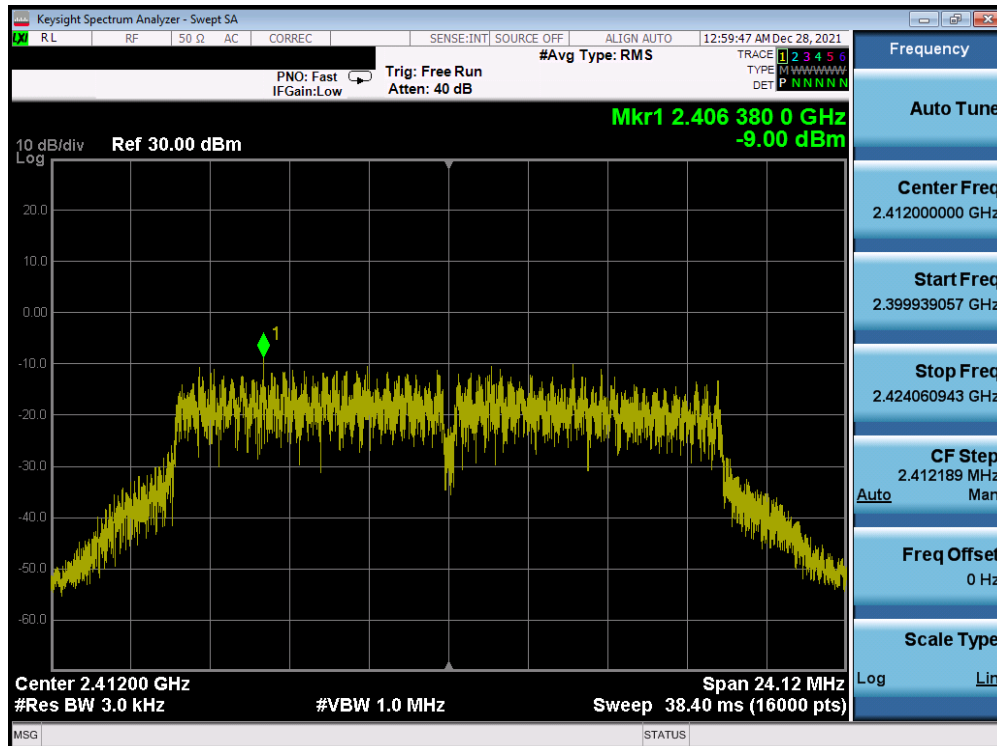 Keysight Spectrum Analyzer - Swept SA
LXI RL RF 50 Ω AC CORREC SENSE:INT SOURCE OFF ALIGN AUTO 12:59:47 AM Dec 28, 2021
#Avg Type: RMS
TRACE 1 2 3 4 5 6
TYPE M WWWWW
DET P N N N N N
PNO: Fast
IFGain:Low
Trig: Free Run
Atten: 40 dB
Mkr1 2.406 380 0 GHz
-9.00 dBm
10 dB/div
Log
Ref 30.00 dBm
20.0
10.0
0.00
-10.0
-20.0
-30.0
-40.0
-50.0
-60.0
1
Center 2.41200 GHz
Span 24.12 MHz
#Res BW 3.0 kHz
#VBW 1.0 MHz
Sweep 38.40 ms (16000 pts)
MSG
STATUS
Frequency
Auto Tune
Center Freq
2.412000000 GHz
Start Freq
2.399939057 GHz
Stop Freq
2.424060943 GHz
CF Step
2.412189 MHz
Auto Man
Freq Offset
0 Hz
Scale Type
Log Lin